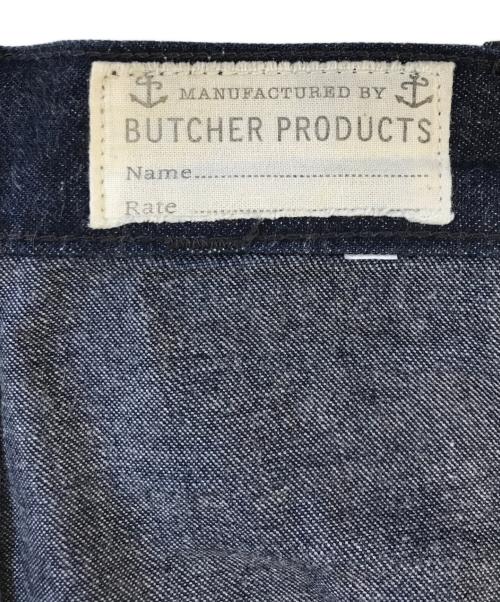 MANUFACTURED BY
BUTCHER PRODUCTS
Name........................................
Rate ........................................